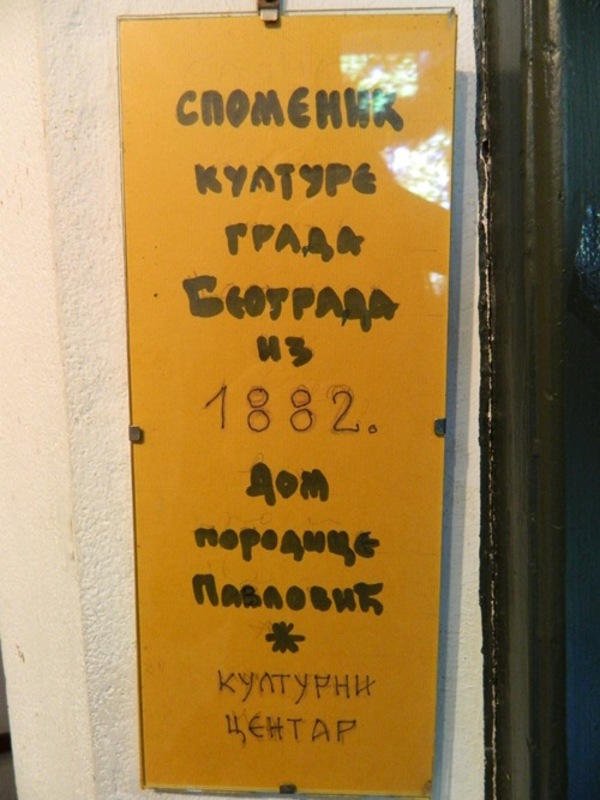 СПОМЕНИК
КУЛТУРЕ
ГРАДА
БЕОГРАДА
ИЗ
1882.
ДОМ
ПОРОДИЦЕ
ПАВЛОВИЋ
*
КУЛТУРНИ
ЦЕНТАР